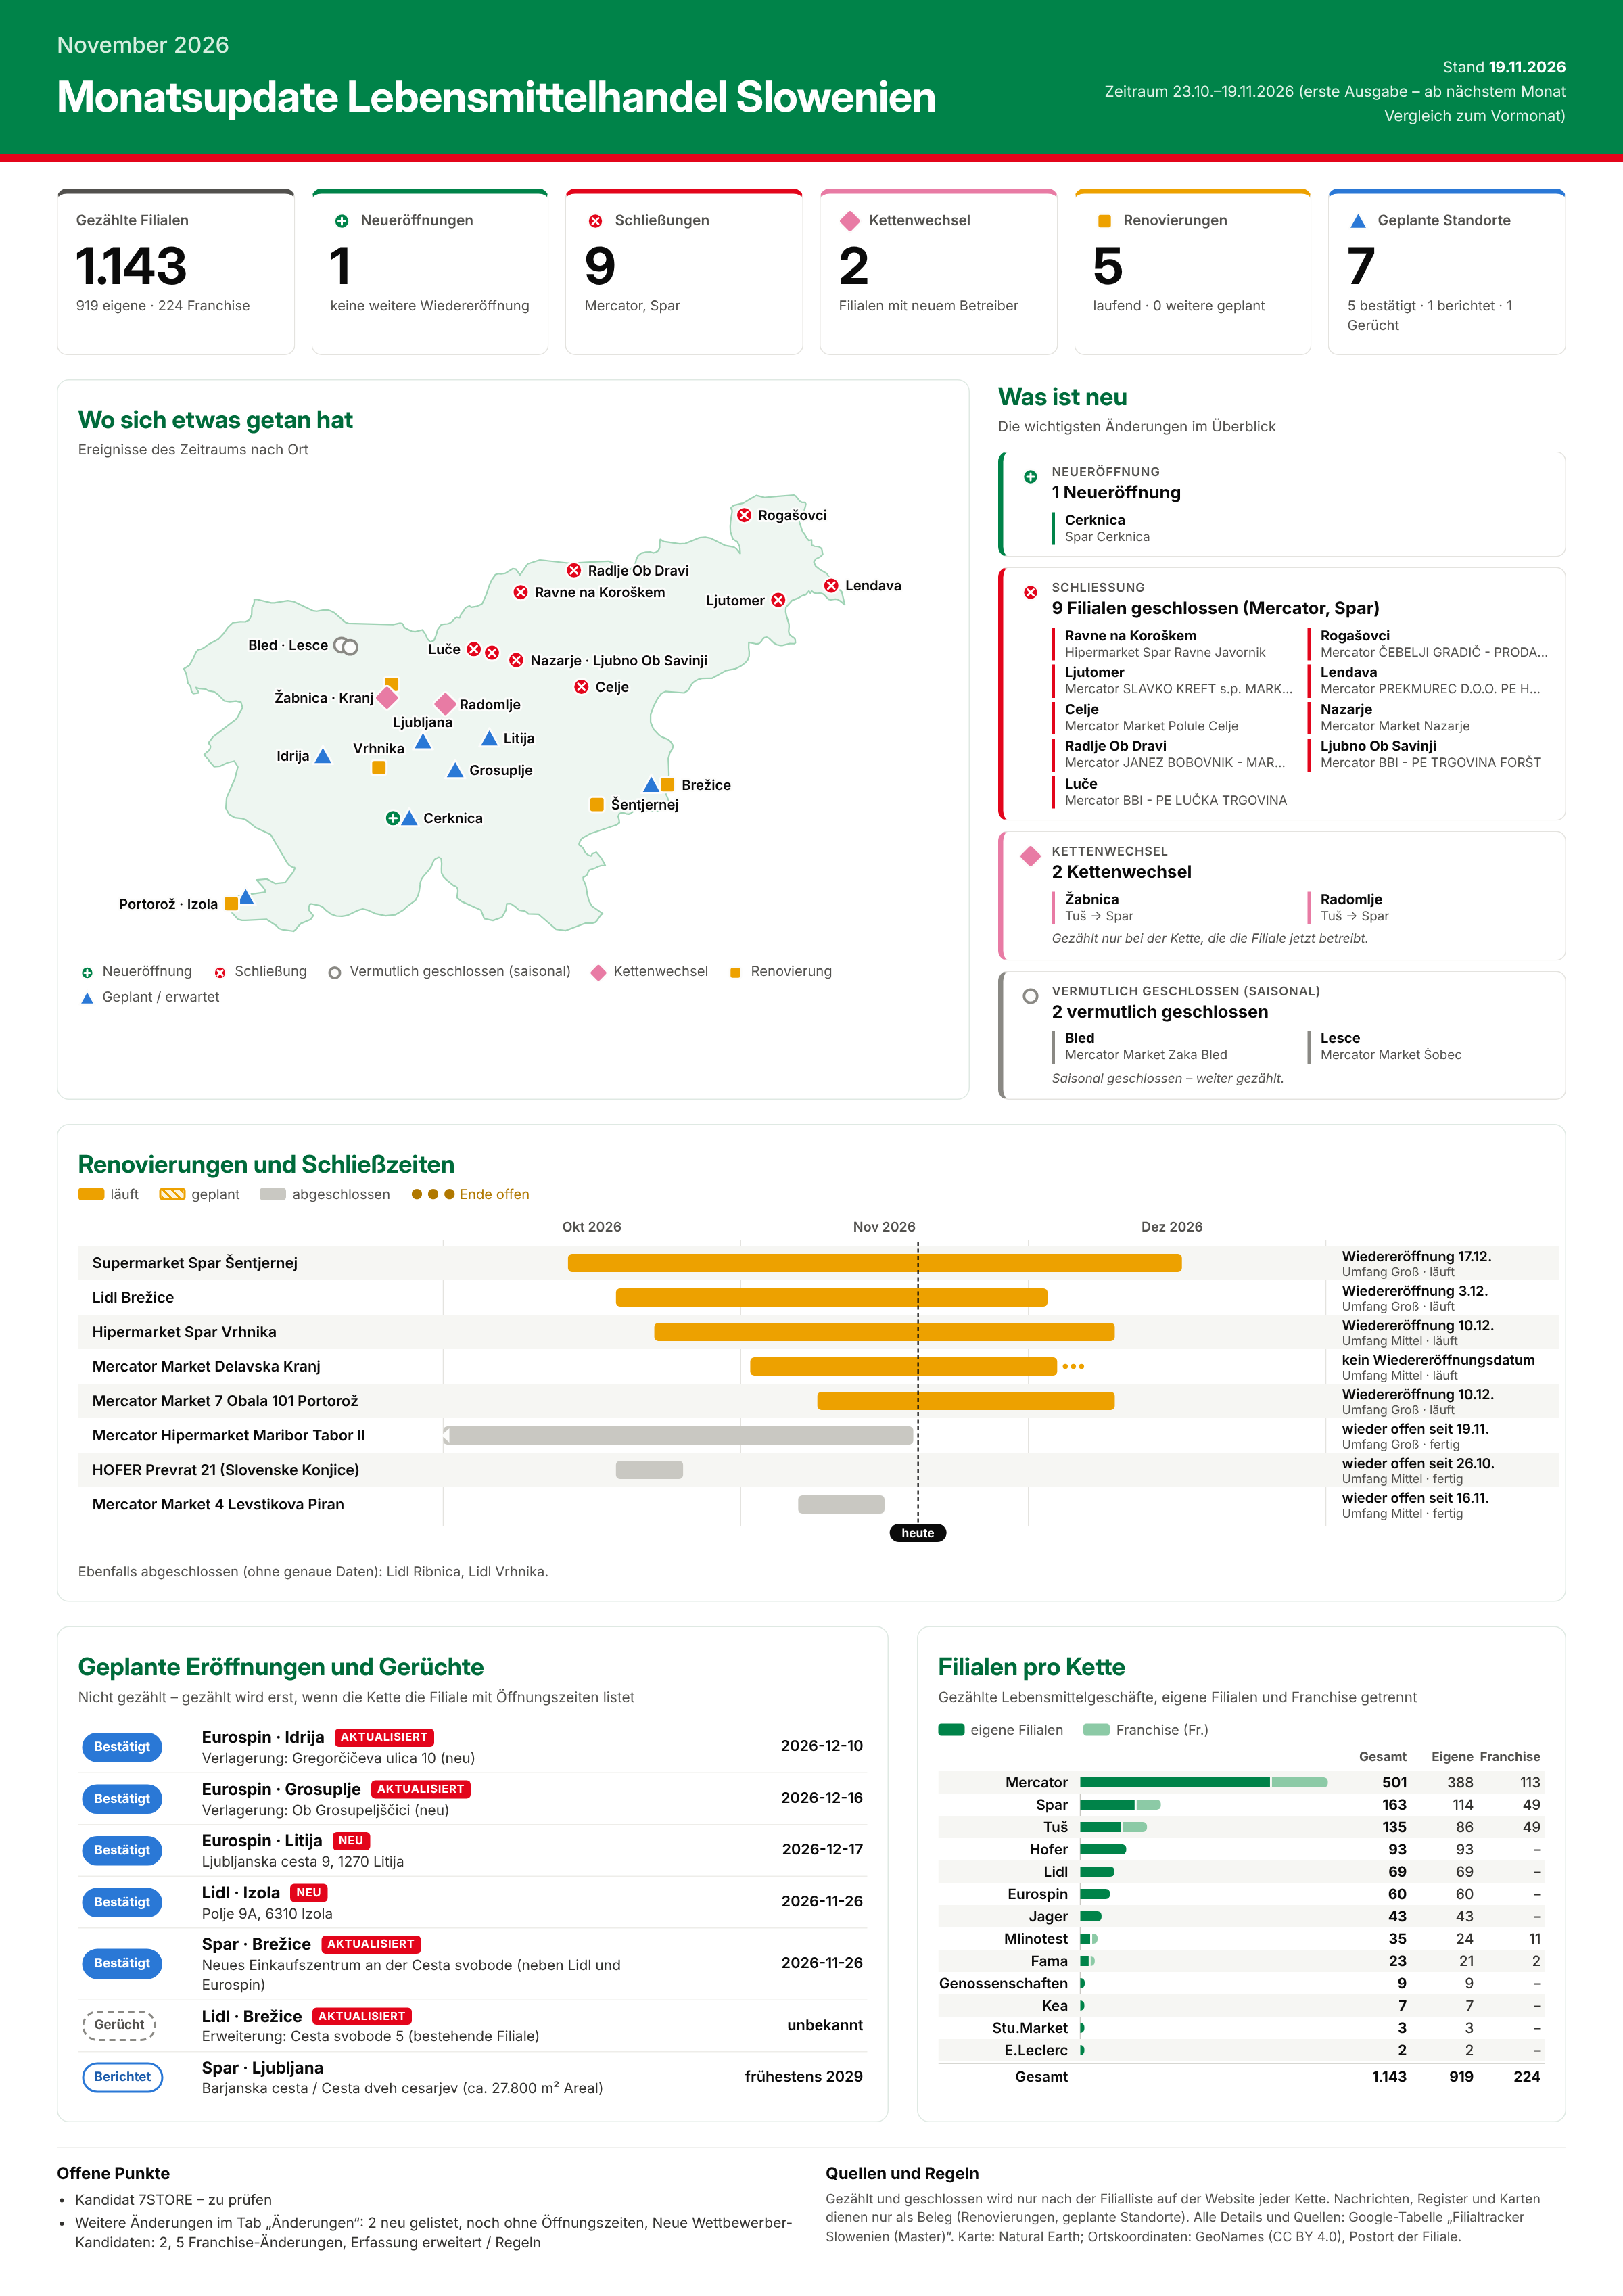 November 2026
Monatsupdate Lebensmittelhandel Slowenien
Stand 19.11.2026
Zeitraum 23.10.–19.11.2026 (erste Ausgabe – ab nächstem Monat
Vergleich zum Vormonat)
Gezählte Filialen
1.143
919 eigene · 224 Franchise
Neueröffnungen
1
keine weitere Wiedereröffnung
Schließungen
9
Mercator, Spar
Kettenwechsel
2
Filialen mit neuem Betreiber
Renovierungen
5
laufend · 0 weitere geplant
Geplante Standorte
7
5 bestätigt · 1 berichtet · 1
Gerücht
Wo sich etwas getan hat
Ereignisse des Zeitraums nach Ort
Rogašovci
Radlje Ob Dravi
Ravne na Koroškem
Lendava
Ljutomer
Bled · Lesce
Luče
Nazarje · Ljubno Ob Savinji
Celje
Žabnica · Kranj
Radomlje
Ljubljana
Litija
Vrhnika
Idrija
Grosuplje
Brežice
Šentjernej
Cerknica
Portorož · Izola
Neueröffnung
Schließung
Vermutlich geschlossen (saisonal)
Kettenwechsel
Renovierung
Geplant / erwartet
Was ist neu
Die wichtigsten Änderungen im Überblick
NEUERÖFFNUNG
1 Neueröffnung
Cerknica
Spar Cerknica
SCHLIESSUNG
9 Filialen geschlossen (Mercator, Spar)
Ravne na Koroškem
Hipermarket Spar Ravne Javornik
Rogašovci
Mercator ČEBELJI GRADIČ - PRODA...
Ljutomer
Mercator SLAVKO KREFT s.p. MARK...
Lendava
Mercator PREKMUREC D.O.O. PE H...
Celje
Mercator Market Polule Celje
Nazarje
Mercator Market Nazarje
Radlje Ob Dravi
Mercator JANEZ BOBOVNIK - MAR...
Ljubno Ob Savinji
Mercator BBI - PE TRGOVINA FORŠT
Luče
Mercator BBI - PE LUČKA TRGOVINA
KETTENWECHSEL
2 Kettenwechsel
Žabnica
Tuš → Spar
Radomlje
Tuš → Spar
Gezählt nur bei der Kette, die die Filiale jetzt betreibt.
VERMUTLICH GESCHLOSSEN (SAISONAL)
2 vermutlich geschlossen
Bled
Mercator Market Zaka Bled
Lesce
Mercator Market Šobec
Saisonal geschlossen – weiter gezählt.
Renovierungen und Schließzeiten
läuft
geplant
abgeschlossen
Ende offen
Okt 2026
Nov 2026
Dez 2026
Supermarket Spar Šentjernej
Wiedereröffnung 17.12.
Umfang Groß · läuft
Lidl Brežice
Wiedereröffnung 3.12.
Umfang Groß · läuft
Hipermarket Spar Vrhnika
Wiedereröffnung 10.12.
Umfang Mittel · läuft
Mercator Market Delavska Kranj
kein Wiedereröffnungsdatum
Umfang Mittel · läuft
Mercator Market 7 Obala 101 Portorož
Wiedereröffnung 10.12.
Umfang Mittel · läuft
Mercator Hipermarket Maribor Tabor II
wieder offen seit 19.11.
Umfang Groß · fertig
HOFER Prevrat 21 (Slovenske Konjice)
wieder offen seit 26.10.
Umfang Mittel · fertig
Mercator Market 4 Levstikova Piran
wieder offen seit 16.11.
Umfang Mittel · fertig
heute
Ebenfalls abgeschlossen (ohne genaue Daten): Lidl Ribnica, Lidl Vrhnika.
Geplante Eröffnungen und Gerüchte
Nicht gezählt – gezählt wird erst, wenn die Kette die Filiale mit Öffnungszeiten listet
Bestätigt
Eurospin · Idrija AKTUALISIERT
Verlagerung: Gregorčičeva ulica 10 (neu)
2026-12-10
Bestätigt
Eurospin · Grosuplje AKTUALISIERT
Verlagerung: Ob Grosupeljščici (neu)
2026-12-16
Bestätigt
Eurospin · Litija NEU
Ljubljanska cesta 9, 1270 Litija
2026-12-17
Bestätigt
Lidl · Izola NEU
Polje 9A, 6310 Izola
2026-11-26
Bestätigt
Spar · Brežice AKTUALISIERT
Neues Einkaufszentrum an der Cesta svobode (neben Lidl und
Eurospin)
2026-11-26
Gerücht
Lidl · Brežice AKTUALISIERT
Erweiterung: Cesta svobode 5 (bestehende Filiale)
unbekannt
Berichtet
Spar · Ljubljana
Barjanska cesta / Cesta dveh cesarjev (ca. 27.800 m² Areal)
frühestens 2029
Filialen pro Kette
Gezählte Lebensmittelgeschäfte, eigene Filialen und Franchise getrennt
eigene Filialen
Franchise (Fr.)
Gesamt Eigene Franchise
Mercator 501 388 113
Spar 163 114 49
Tuš 135 86 49
Hofer 93 93 –
Lidl 69 69 –
Eurospin 60 60 –
Jager 43 43 –
Mlinotest 35 24 11
Fama 23 21 2
Genossenschaften 9 9 –
Kea 7 7 –
Stu.Market 3 3 –
E.Leclerc 2 2 –
Gesamt 1.143 919 224
Offene Punkte
• Kandidat 7STORE – zu prüfen
• Weitere Änderungen im Tab „Änderungen“: 2 neu gelistet, noch ohne Öffnungszeiten, Neue Wettbewerber-
Kandidaten: 2, 5 Franchise-Änderungen, Erfassung erweitert / Regeln
Quellen und Regeln
Gezählt und geschlossen wird nur nach der Filialliste auf der Website jeder Kette. Nachrichten, Register und Karten
dienen nur als Beleg (Renovierungen, geplante Standorte). Alle Details und Quellen: Google-Tabelle „Filialtracker
Slowenien (Master)“. Karte: Natural Earth; Ortskoordinaten: GeoNames (CC BY 4.0), Postort der Filiale.